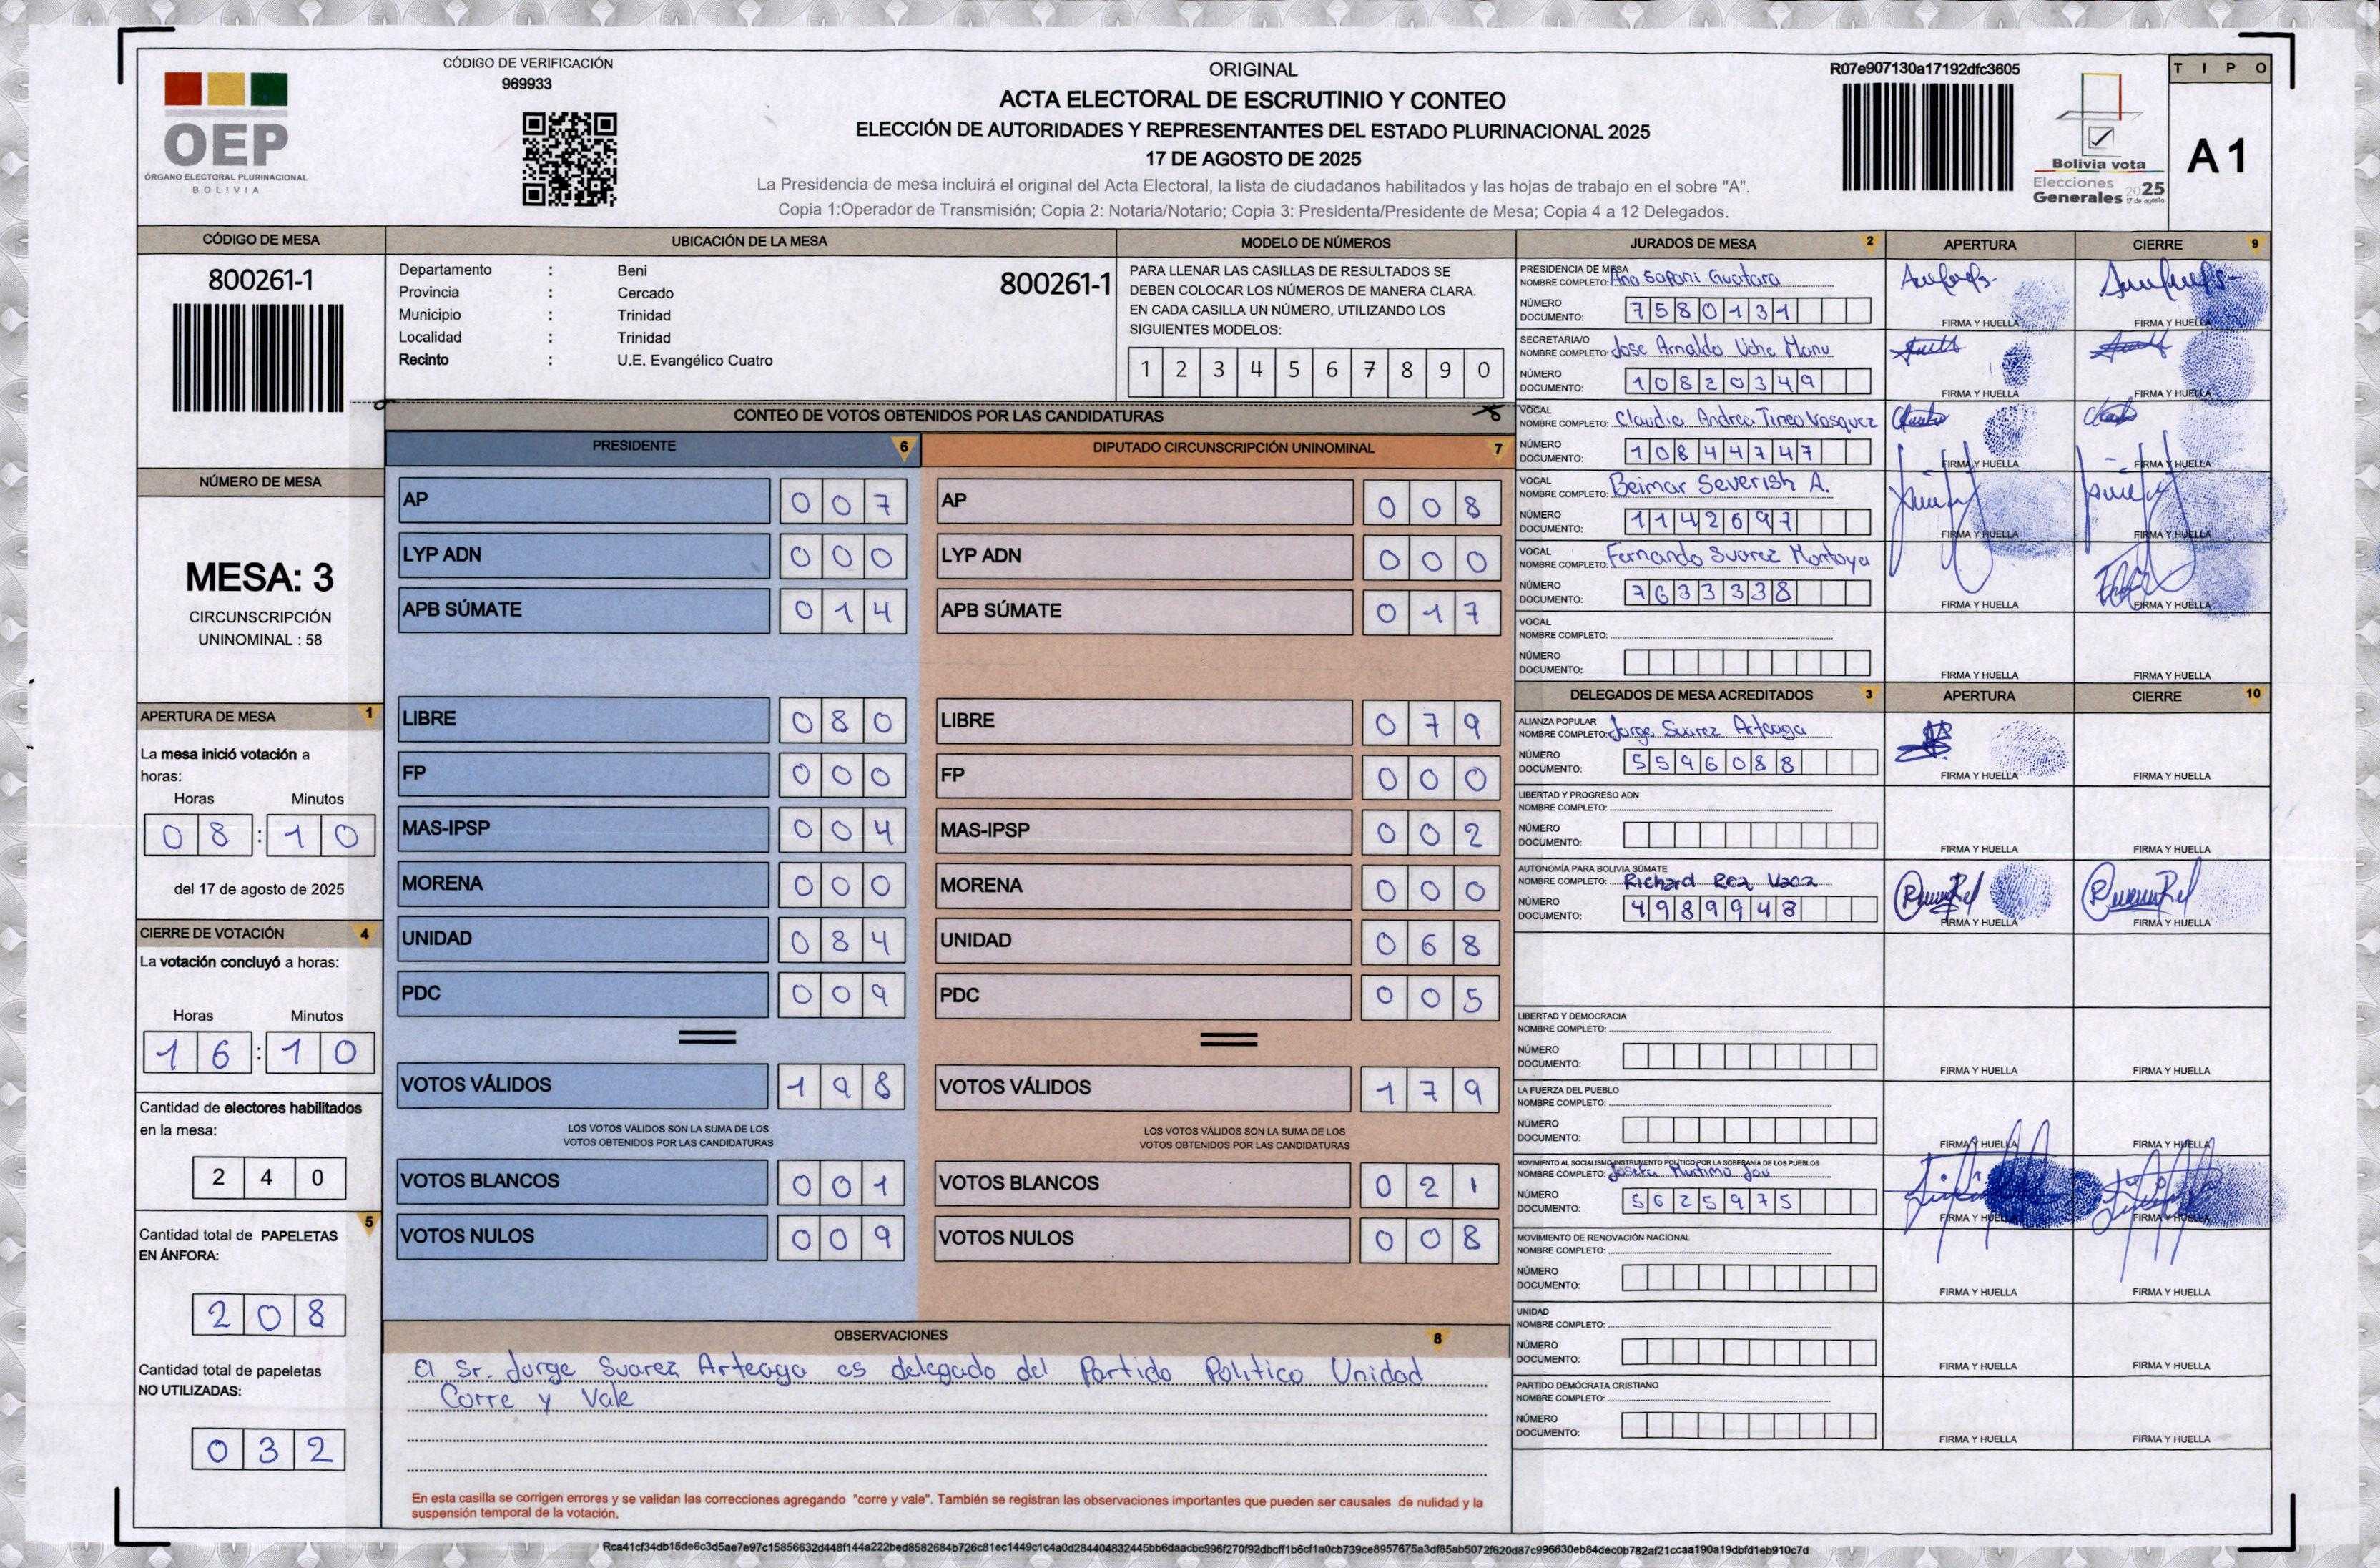 CÓDIGO DE VERIFICACIÓN
969933
OEP
ÓRGANO ELECTORAL PLURINACIONAL
BOLIVIA
ORIGINAL
ACTA ELECTORAL DE ESCRUTINIO Y CONTEO
ELECCIÓN DE AUTORIDADES Y REPRESENTANTES DEL ESTADO PLURINACIONAL 2025
17 DE AGOSTO DE 2025
La Presidencia de mesa incluirá el original del Acta Electoral, la lista de ciudadanos habilitados y las hojas de trabajo en el sobre "A".
Copia 1:Operador de Transmisión; Copia 2: Notaria/Notario; Copia 3: Presidenta/Presidente de Mesa; Copia 4 a 12 Delegados.
R07e907130a17192dfc3605
Bolivia vota
Elecciones
Generales 2025
17 de agosto
TIPO
A1
CÓDIGO DE MESA
800261-1
UBICACIÓN DE LA MESA
Departamento : Beni
800261-1
Provincia : Cercado
Municipio : Trinidad
Localidad : Trinidad
Recinto : U.E. Evangélico Cuatro
MODELO DE NÚMEROS
PARA LLENAR LAS CASILLAS DE RESULTADOS SE
DEBEN COLOCAR LOS NÚMEROS DE MANERA CLARA.
EN CADA CASILLA UN NÚMERO, UTILIZANDO LOS
SIGUIENTES MODELOS:
1 2 3 4 5 6 7 8 9 0
NÚMERO DE MESA
MESA: 3
CIRCUNSCRIPCIÓN
UNINOMINAL : 58
APERTURA DE MESA 1
La mesa inició votación a
horas:
Horas Minutos
08:10
del 17 de agosto de 2025
CIERRE DE VOTACIÓN 4
La votación concluyó a horas:
Horas Minutos
16:10
Cantidad de electores habilitados
en la mesa:
240
5
Cantidad total de PAPELETAS
EN ÁNFORA:
208
Cantidad total de papeletas
NO UTILIZADAS:
032
CONTEO DE VOTOS OBTENIDOS POR LAS CANDIDATURAS
PRESIDENTE 6
AP 007
LYP ADN 000
APB SÚMATE 014
LIBRE 080
FP 000
MAS-IPSP 004
MORENA 000
UNIDAD 084
PDC 009
VOTOS VÁLIDOS 198
LOS VOTOS VÁLIDOS SON LA SUMA DE LOS
VOTOS OBTENIDOS POR LAS CANDIDATURAS
VOTOS BLANCOS 001
VOTOS NULOS 009
DIPUTADO CIRCUNSCRIPCIÓN UNINOMINAL 7
AP 008
LYP ADN 000
APB SÚMATE 017
LIBRE 079
FP 000
MAS-IPSP 002
MORENA 000
UNIDAD 068
PDC 005
VOTOS VÁLIDOS 179
LOS VOTOS VÁLIDOS SON LA SUMA DE LOS
VOTOS OBTENIDOS POR LAS CANDIDATURAS
VOTOS BLANCOS 021
VOTOS NULOS 008
OBSERVACIONES 8
El Sr. Jorge Suarez Arteaga es delegado del Partido Politico Unidad
Corre y Vale
En esta casilla se corrigen errores y se validan las correcciones agregando "corre y vale". También se registran las observaciones importantes que pueden ser causales de nulidad y la
suspensión temporal de la votación.
JURADOS DE MESA 2 APERTURA CIERRE 9
PRESIDENCIA DE MESA
NOMBRE COMPLETO: Ana Sapani Guatara
NÚMERO
DOCUMENTO: 7580131
FIRMA Y HUELLA FIRMA Y HUELLA
SECRETARIA/O
NOMBRE COMPLETO: Jose Arnaldo Uche
NÚMERO
DOCUMENTO: 10820349
FIRMA Y HUELLA FIRMA Y HUELLA
VOCAL
NOMBRE COMPLETO: Claudia Andrea Tineo Vasquez
NÚMERO
DOCUMENTO: 10844747
FIRMA Y HUELLA FIRMA Y HUELLA
VOCAL
NOMBRE COMPLETO: Beimar Severish A.
NÚMERO
DOCUMENTO: 1142697
FIRMA Y HUELLA FIRMA Y HUELLA
VOCAL
NOMBRE COMPLETO: Fernando Suarez Montoya
NÚMERO
DOCUMENTO: 7633338
FIRMA Y HUELLA FIRMA Y HUELLA
VOCAL
NOMBRE COMPLETO:
NÚMERO
DOCUMENTO:
FIRMA Y HUELLA FIRMA Y HUELLA
DELEGADOS DE MESA ACREDITADOS 3 APERTURA CIERRE 10
ALIANZA POPULAR
NOMBRE COMPLETO: Jorge Suarez Arteaga
NÚMERO
DOCUMENTO: 5596088
FIRMA Y HUELLA FIRMA Y HUELLA
LIBERTAD Y PROGRESO ADN
NOMBRE COMPLETO:
NÚMERO
DOCUMENTO:
FIRMA Y HUELLA FIRMA Y HUELLA
AUTONOMÍA PARA BOLIVIA SÚMATE
NOMBRE COMPLETO: Richard Rea Vaca
NÚMERO
DOCUMENTO: 4989948
FIRMA Y HUELLA FIRMA Y HUELLA
LIBERTAD Y DEMOCRACIA
NOMBRE COMPLETO:
NÚMERO
DOCUMENTO:
FIRMA Y HUELLA FIRMA Y HUELLA
LA FUERZA DEL PUEBLO
NOMBRE COMPLETO:
NÚMERO
DOCUMENTO:
FIRMA Y HUELLA FIRMA Y HUELLA
MOVIMIENTO AL SOCIALISMO-INSTRUMENTO POLÍTICO POR LA SOBERANÍA DE LOS PUEBLOS
NOMBRE COMPLETO:
NÚMERO
DOCUMENTO: 5625975
FIRMA Y HUELLA FIRMA Y HUELLA
MOVIMIENTO DE RENOVACIÓN NACIONAL
NOMBRE COMPLETO:
NÚMERO
DOCUMENTO:
FIRMA Y HUELLA FIRMA Y HUELLA
UNIDAD
NOMBRE COMPLETO:
NÚMERO
DOCUMENTO:
FIRMA Y HUELLA FIRMA Y HUELLA
PARTIDO DEMÓCRATA CRISTIANO
NOMBRE COMPLETO:
NÚMERO
DOCUMENTO:
FIRMA Y HUELLA FIRMA Y HUELLA